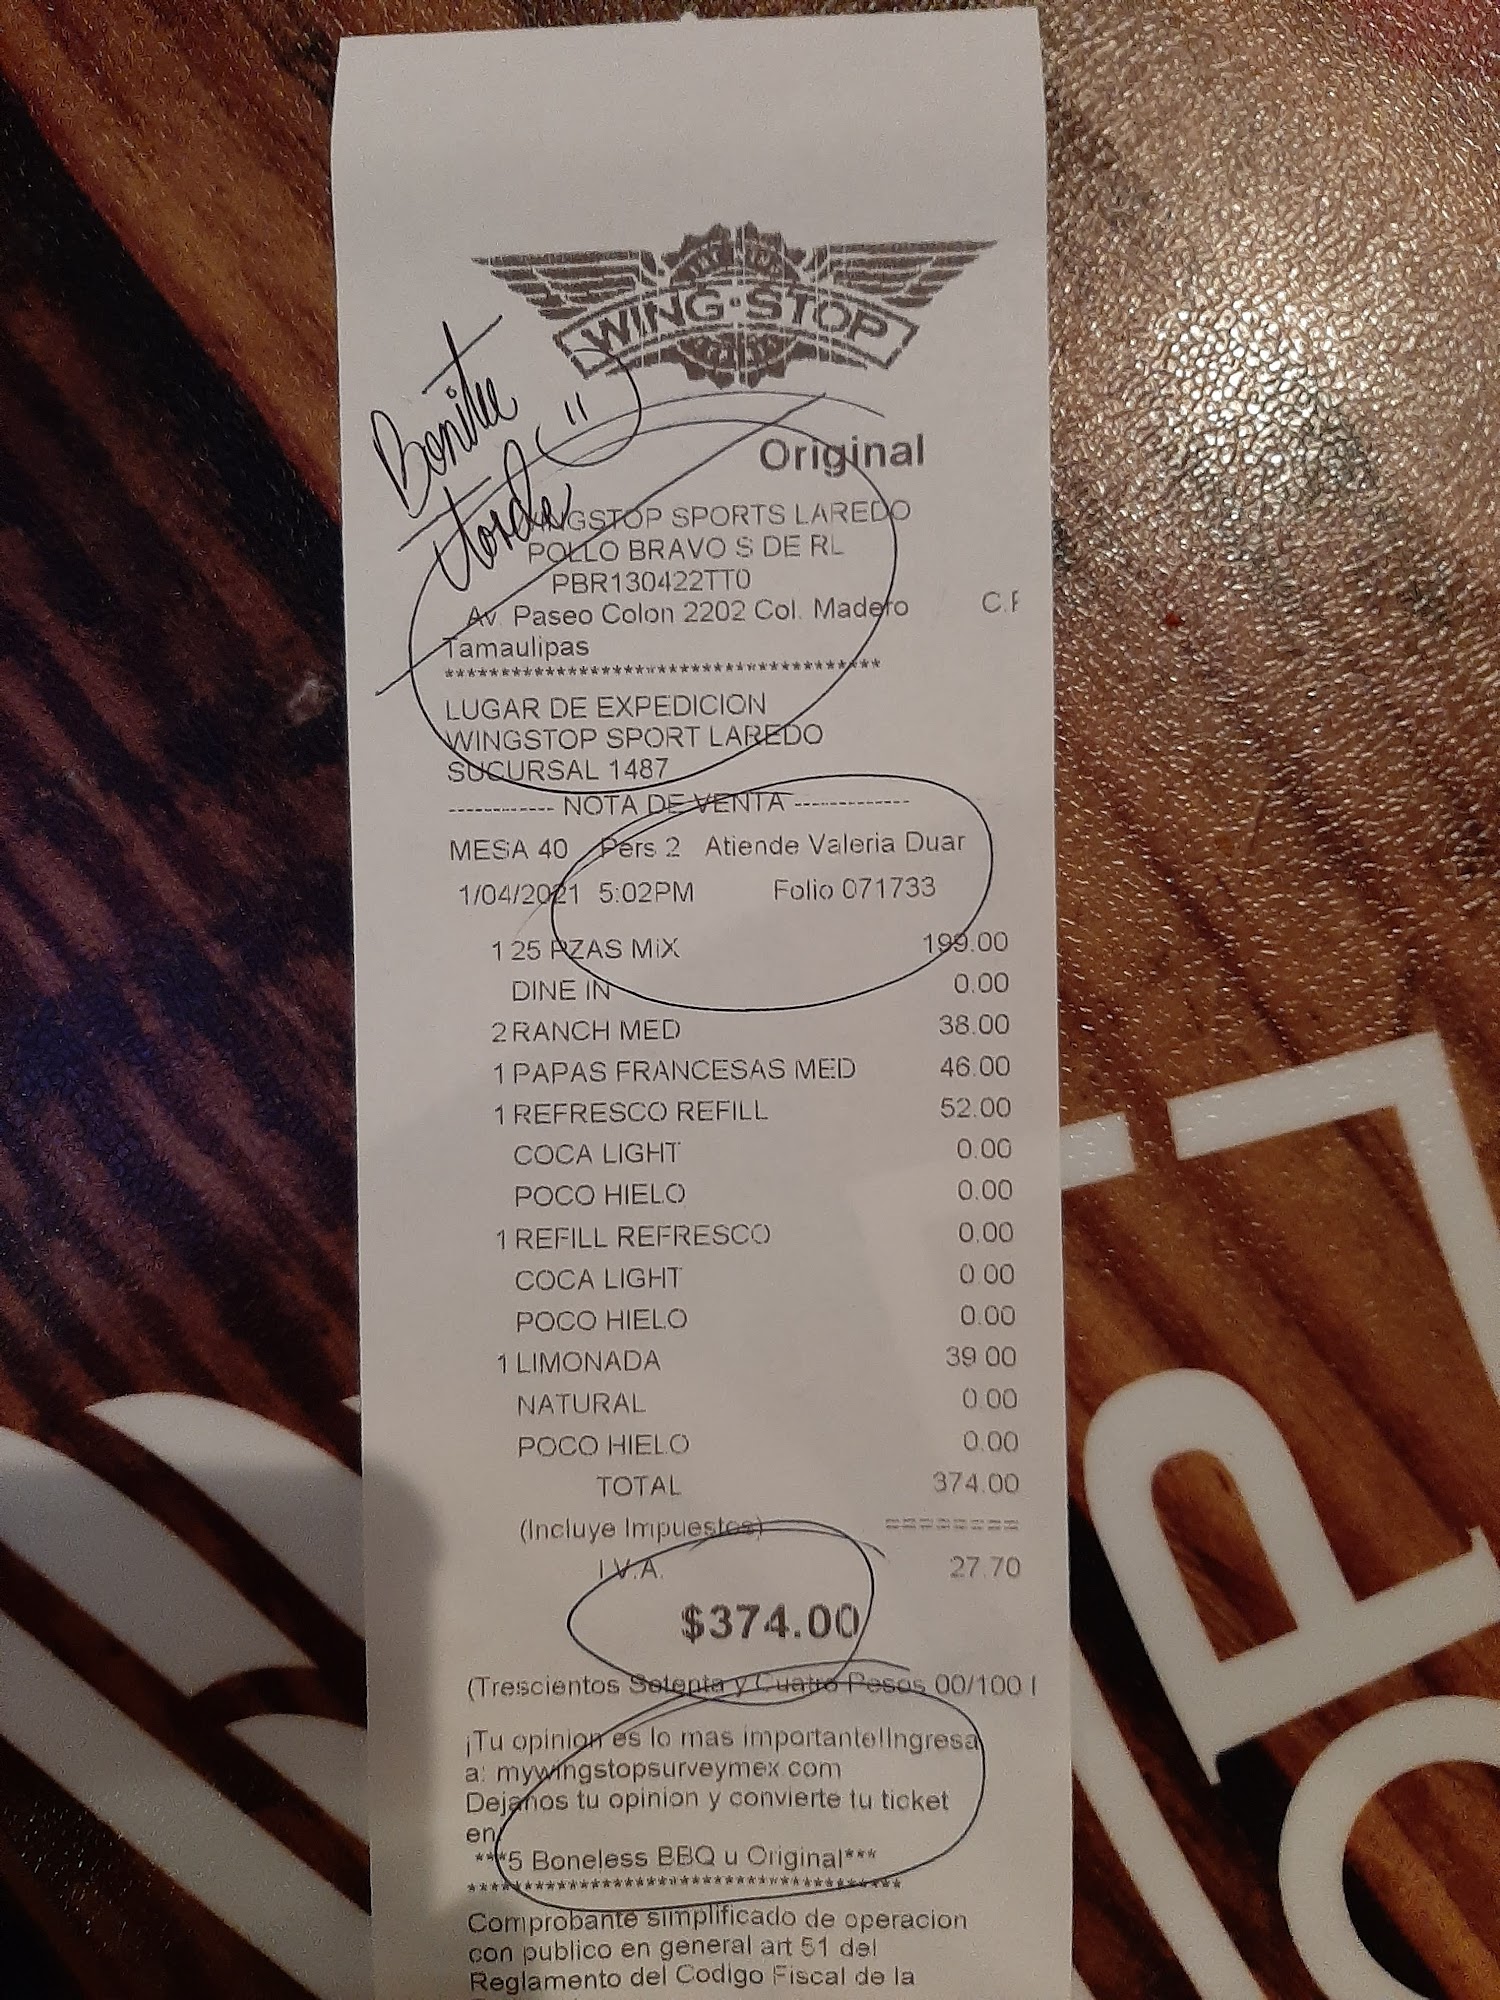 WING·STOP
Bonita
tarde
Original
WINGSTOP SPORTS LAREDO
POLLO BRAVO S DE RL
PBR130422TT0
Av. Paseo Colon 2202 Col. Madero C.P
Tamaulipas
************************************
LUGAR DE EXPEDICION
WINGSTOP SPORT LAREDO
SUCURSAL 1487
------------ NOTA DE VENTA -------------
MESA 40 Pers 2 Atiende Valeria Duar
1/04/2021 5:02PM Folio 071733
1 25 PZAS MiX 199.00
DINE IN 0.00
2 RANCH MED 38.00
1 PAPAS FRANCESAS MED 46.00
1 REFRESCO REFILL 52.00
COCA LIGHT 0.00
POCO HIELO 0.00
1 REFILL REFRESCO 0.00
COCA LIGHT 0.00
POCO HIELO 0.00
1 LIMONADA 39.00
NATURAL 0.00
POCO HIELO 0.00
TOTAL 374.00
(Incluye Impuestos) ========
I.V.A. 27.70
$374.00
(Trescientos Setenta y Cuatro Pesos 00/100
¡Tu opinion es lo mas importante!Ingresa
a: mywingstopsurveymex.com
Dejanos tu opinion y convierte tu ticket
en:
***5 Boneless BBQ u Original***
**************************************
Comprobante simplificado de operacion
con publico en general art 51 del
Reglamento del Codigo Fiscal de la